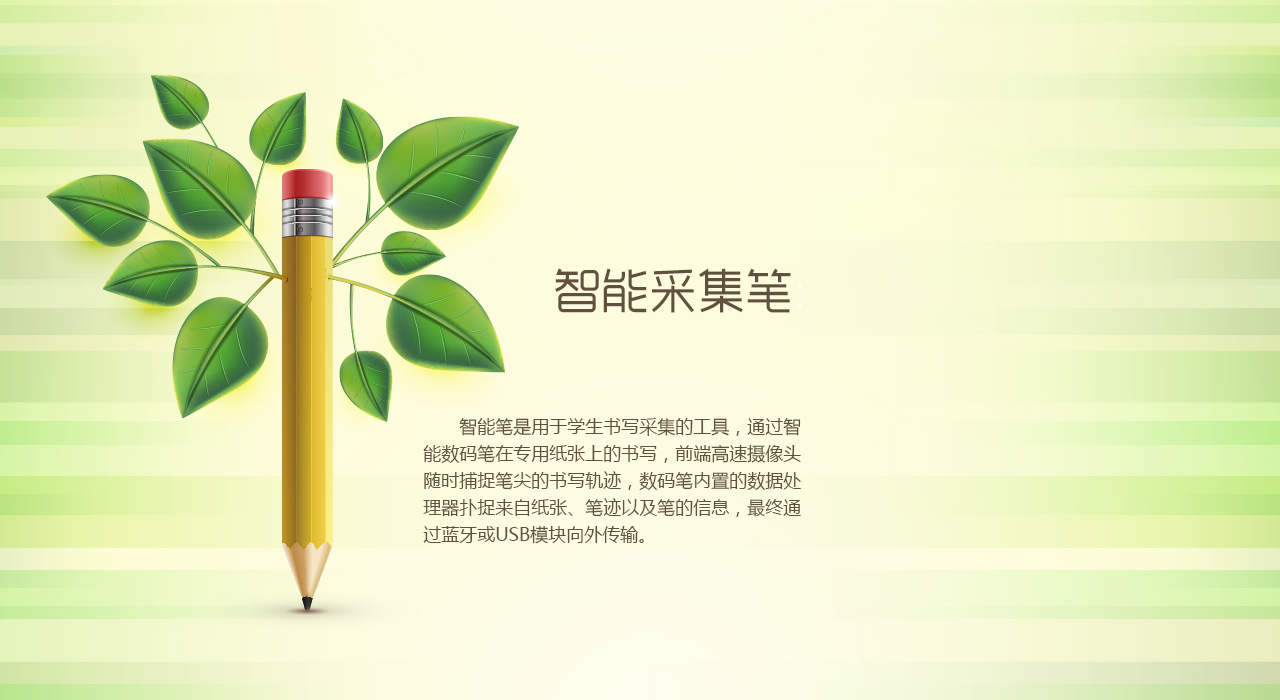 智能采集笔
智能笔是用于学生书写采集的工具，通过智
能数码笔在专用纸张上的书写，前端高速摄像头
随时捕捉笔尖的书写轨迹，数码笔内置的数据处
理器扑捉来自纸张、笔迹以及笔的信息，最终通
过蓝牙或USB模块向外传输。